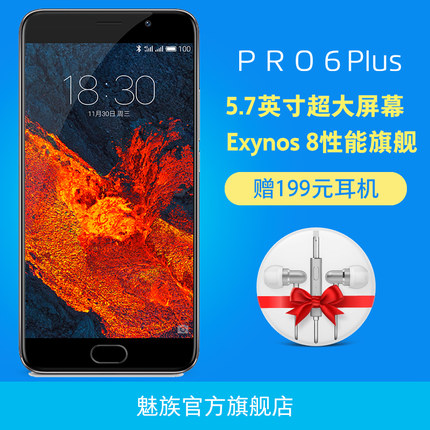 18:30
11月30日 周三
PRO 6 Plus
5.7英寸超大屏幕
Exynos 8性能旗舰
赠199元耳机
魅族官方旗舰店